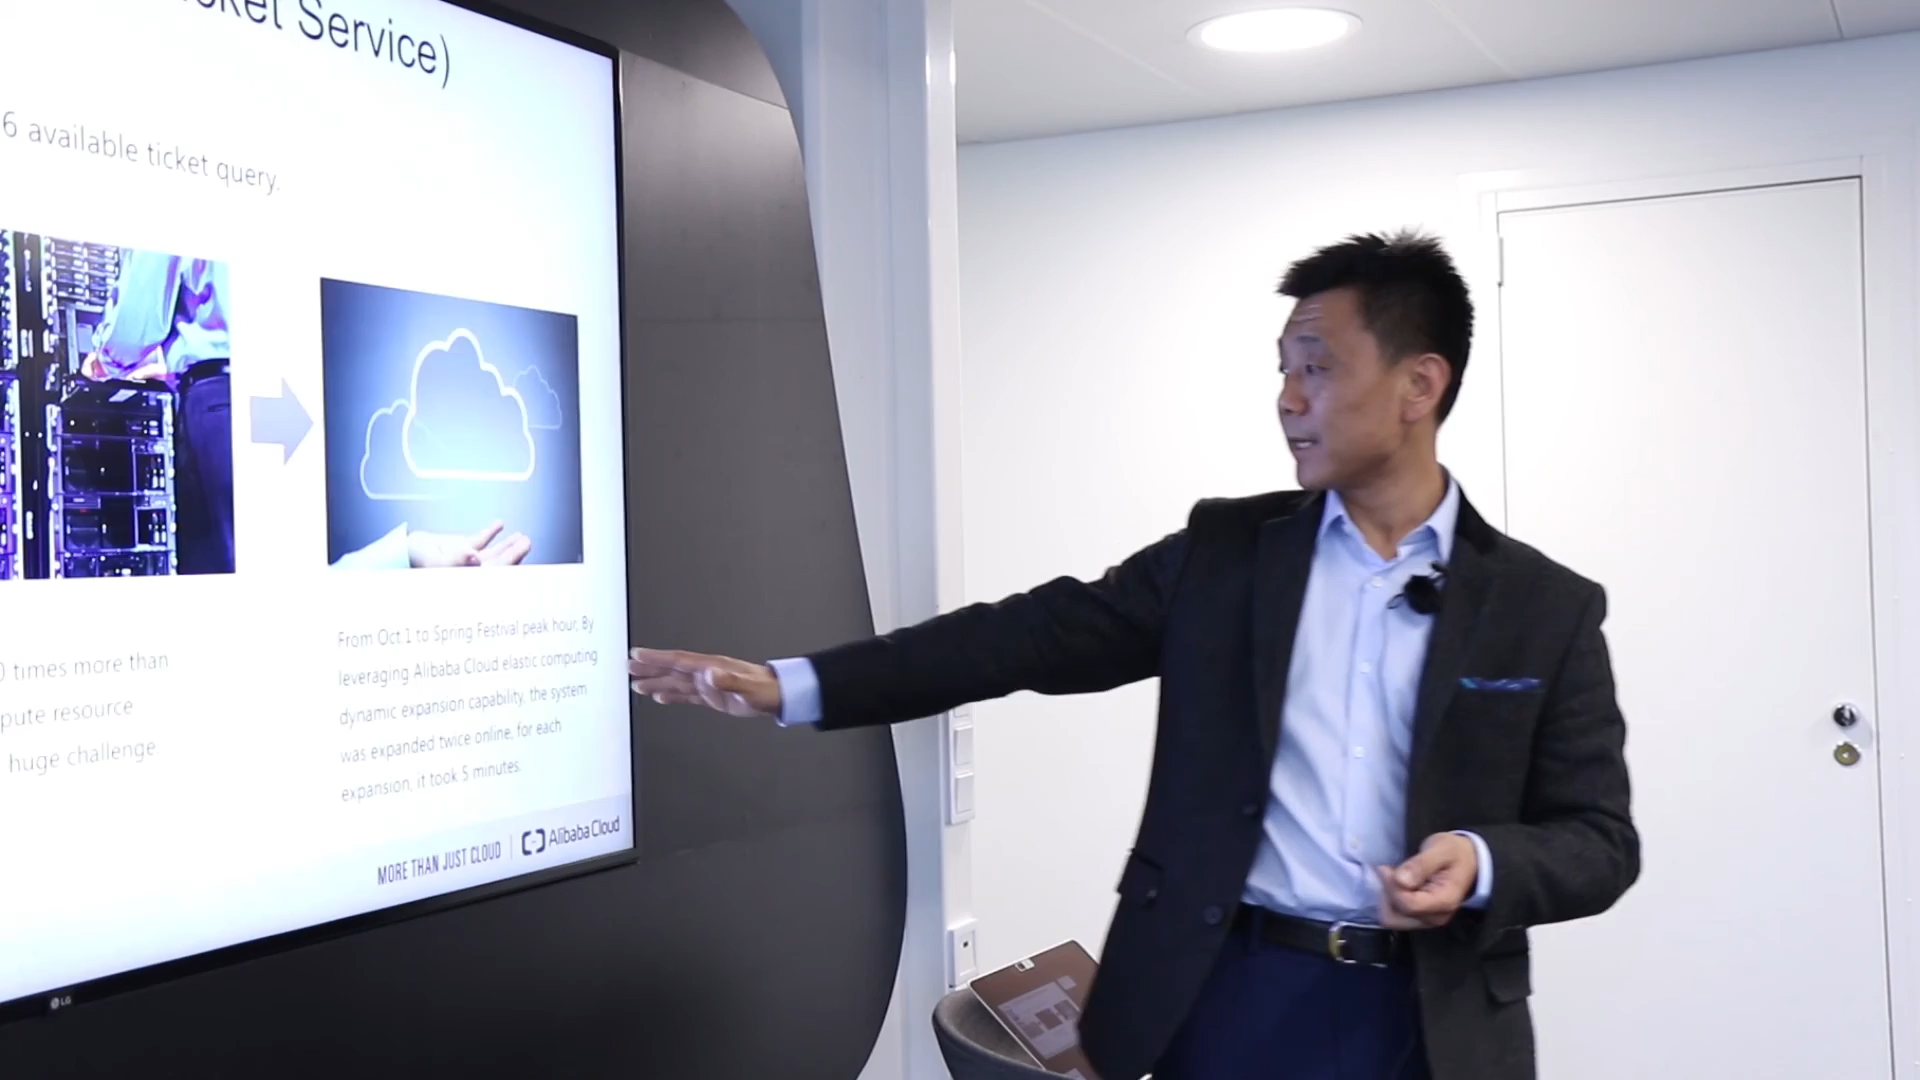 Service)
6 available ticket query.
0 times more than
pute resource
huge challenge
From Oct 1 to Spring Festival peak hour, By
leveraging Alibaba Cloud elastic computing
dynamic expansion capability, the system
was expanded twice online, for each
expansion, it took 5 minutes.
MORE THAN JUST CLOUD | Alibaba Cloud
LG